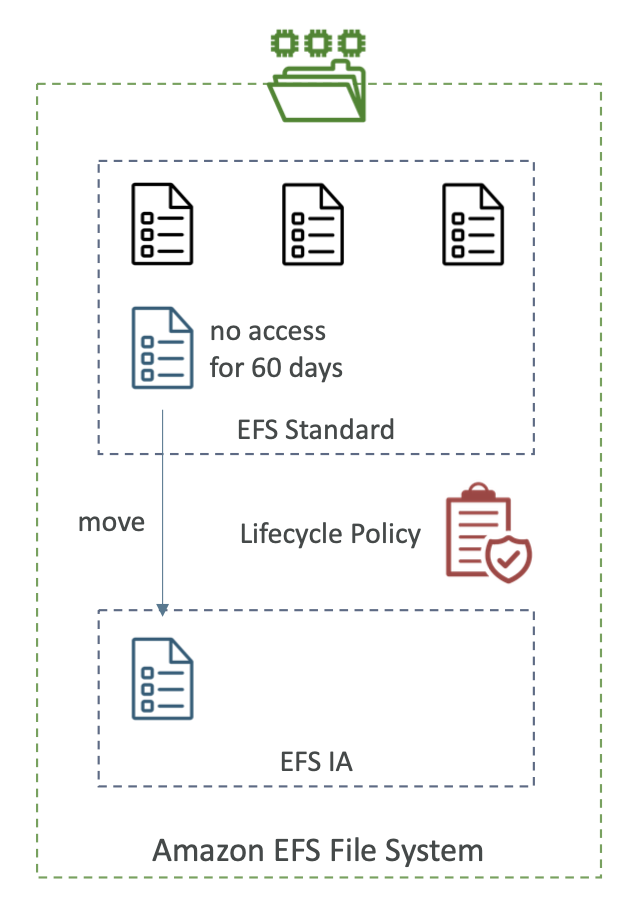 no access
for 60 days
EFS Standard
move
Lifecycle Policy
EFS IA
Amazon EFS File System